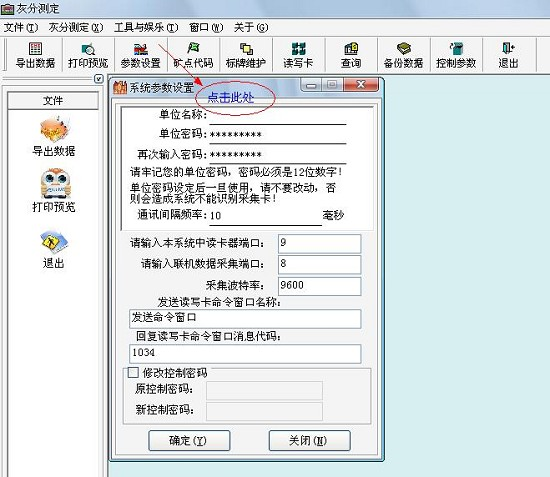 灰分测定
文件(I) 灰分测定(X) 工具与娱乐(T) 窗口(W) 关于(G)
导出数据 打印预览 参数设置 矿点代码 标牌维护 读写卡 查询 备份数据 控制参数 退出
文件
导出数据
打印预览
退出
系统参数设置
点击此处
单位名称:
单位密码: *********
再次输入密码: *********
请牢记您的单位密码，密码必须是12位数字！
单位密码设定后一旦使用，请不要改动，否
则会造成系统不能识别采集卡！
通讯间隔频率: 10 毫秒
请输入本系统中读卡器端口: 9
请输入联机数据采集端口: 8
采集波特率: 9600
发送读写卡命令窗口名称:
发送命令窗口
回复读写卡命令窗口消息代码:
1034
修改控制密码
原控制密码:
新控制密码:
确定(Y) 关闭(N)